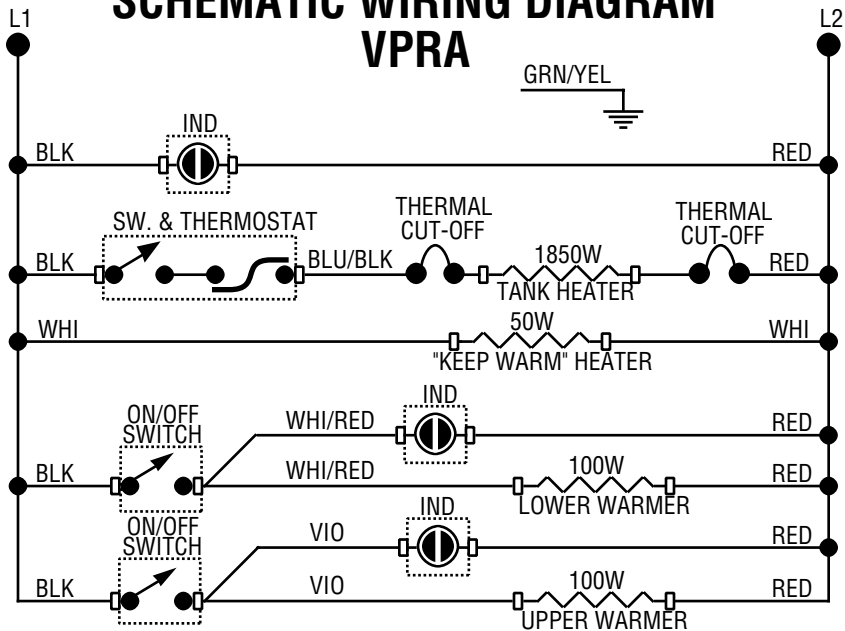 SCHEMATIC WIRING DIAGRAM
L1
L2
VPRA
GRN/YEL
IND
BLK
RED
SW. & THERMOSTAT
THERMAL
CUT-OFF
THERMAL
CUT-OFF
BLK
BLU/BLK
1850W
RED
TANK HEATER
WHI
50W
WHI
"KEEP WARM" HEATER
IND
ON/OFF
SWITCH
WHI/RED
RED
BLK
WHI/RED
100W
RED
LOWER WARMER
IND
ON/OFF
SWITCH
VIO
RED
BLK
VIO
100W
RED
UPPER WARMER